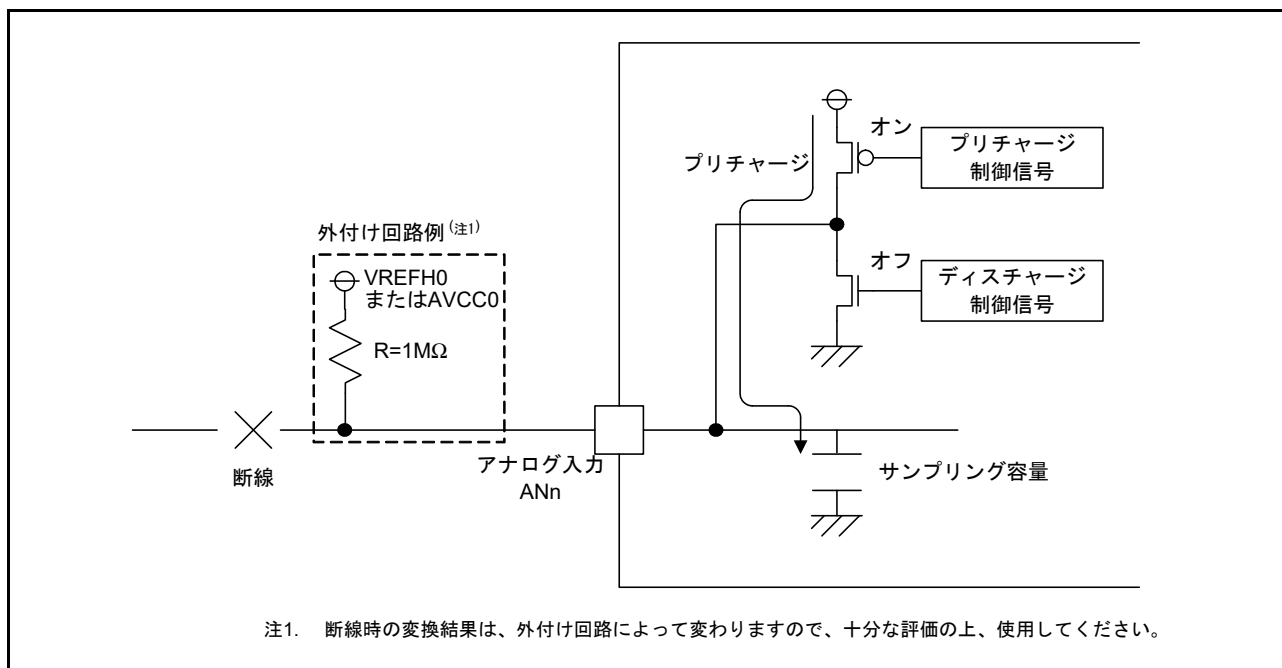 オン
プリチャージ
制御信号
プリチャージ
外付け回路例(注1)
VREFH0
またはAVCC0
オフ
ディスチャージ
制御信号
R=1MΩ
断線
アナログ入力
ANn
サンプリング容量
注1. 断線時の変換結果は、外付け回路によって変わりますので、十分な評価の上、使用してください。